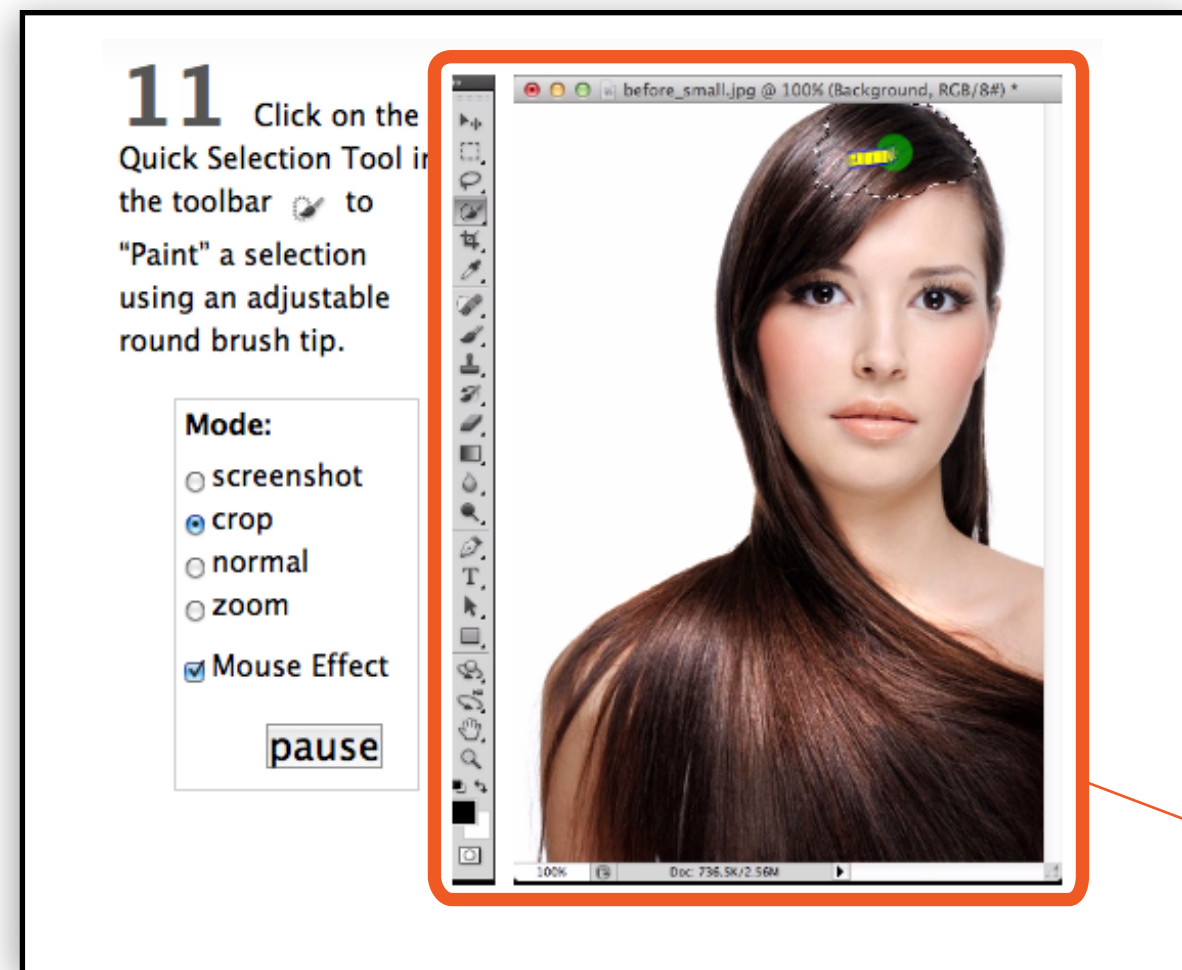 11 Click on the
Quick Selection Tool in
the toolbar to
“Paint” a selection
using an adjustable
round brush tip.
Mode:
screenshot
crop
normal
zoom
Mouse Effect
pause
before_small.jpg @ 100% (Background, RGB/8#) *
T
100%
Doc: 736.5K/2.56M